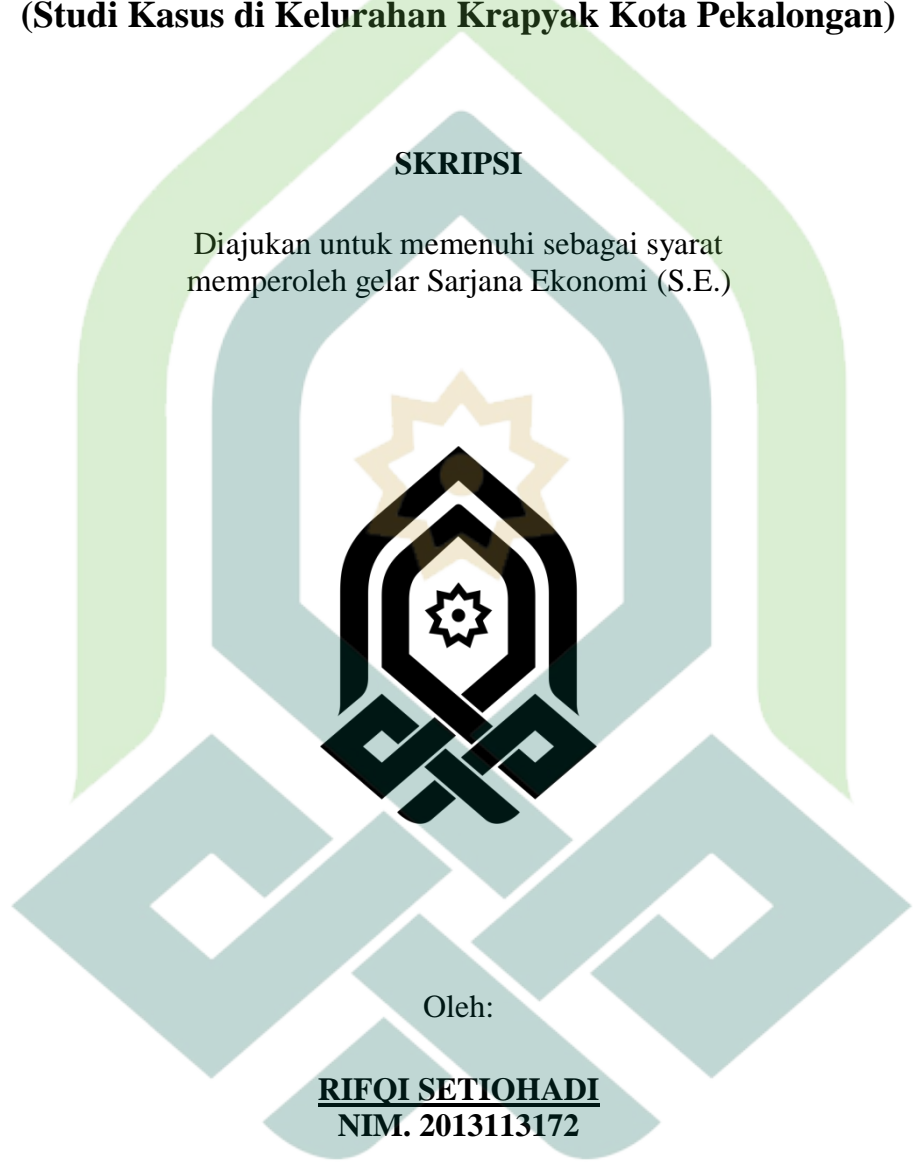 (Studi Kasus di Kelurahan Krapyak Kota Pekalongan)
SKRIPSI
Diajukan untuk memenuhi sebagai syarat
memperoleh gelar Sarjana Ekonomi (S.E.)
Oleh:
RIFQI SETIOHADI
NIM. 2013113172